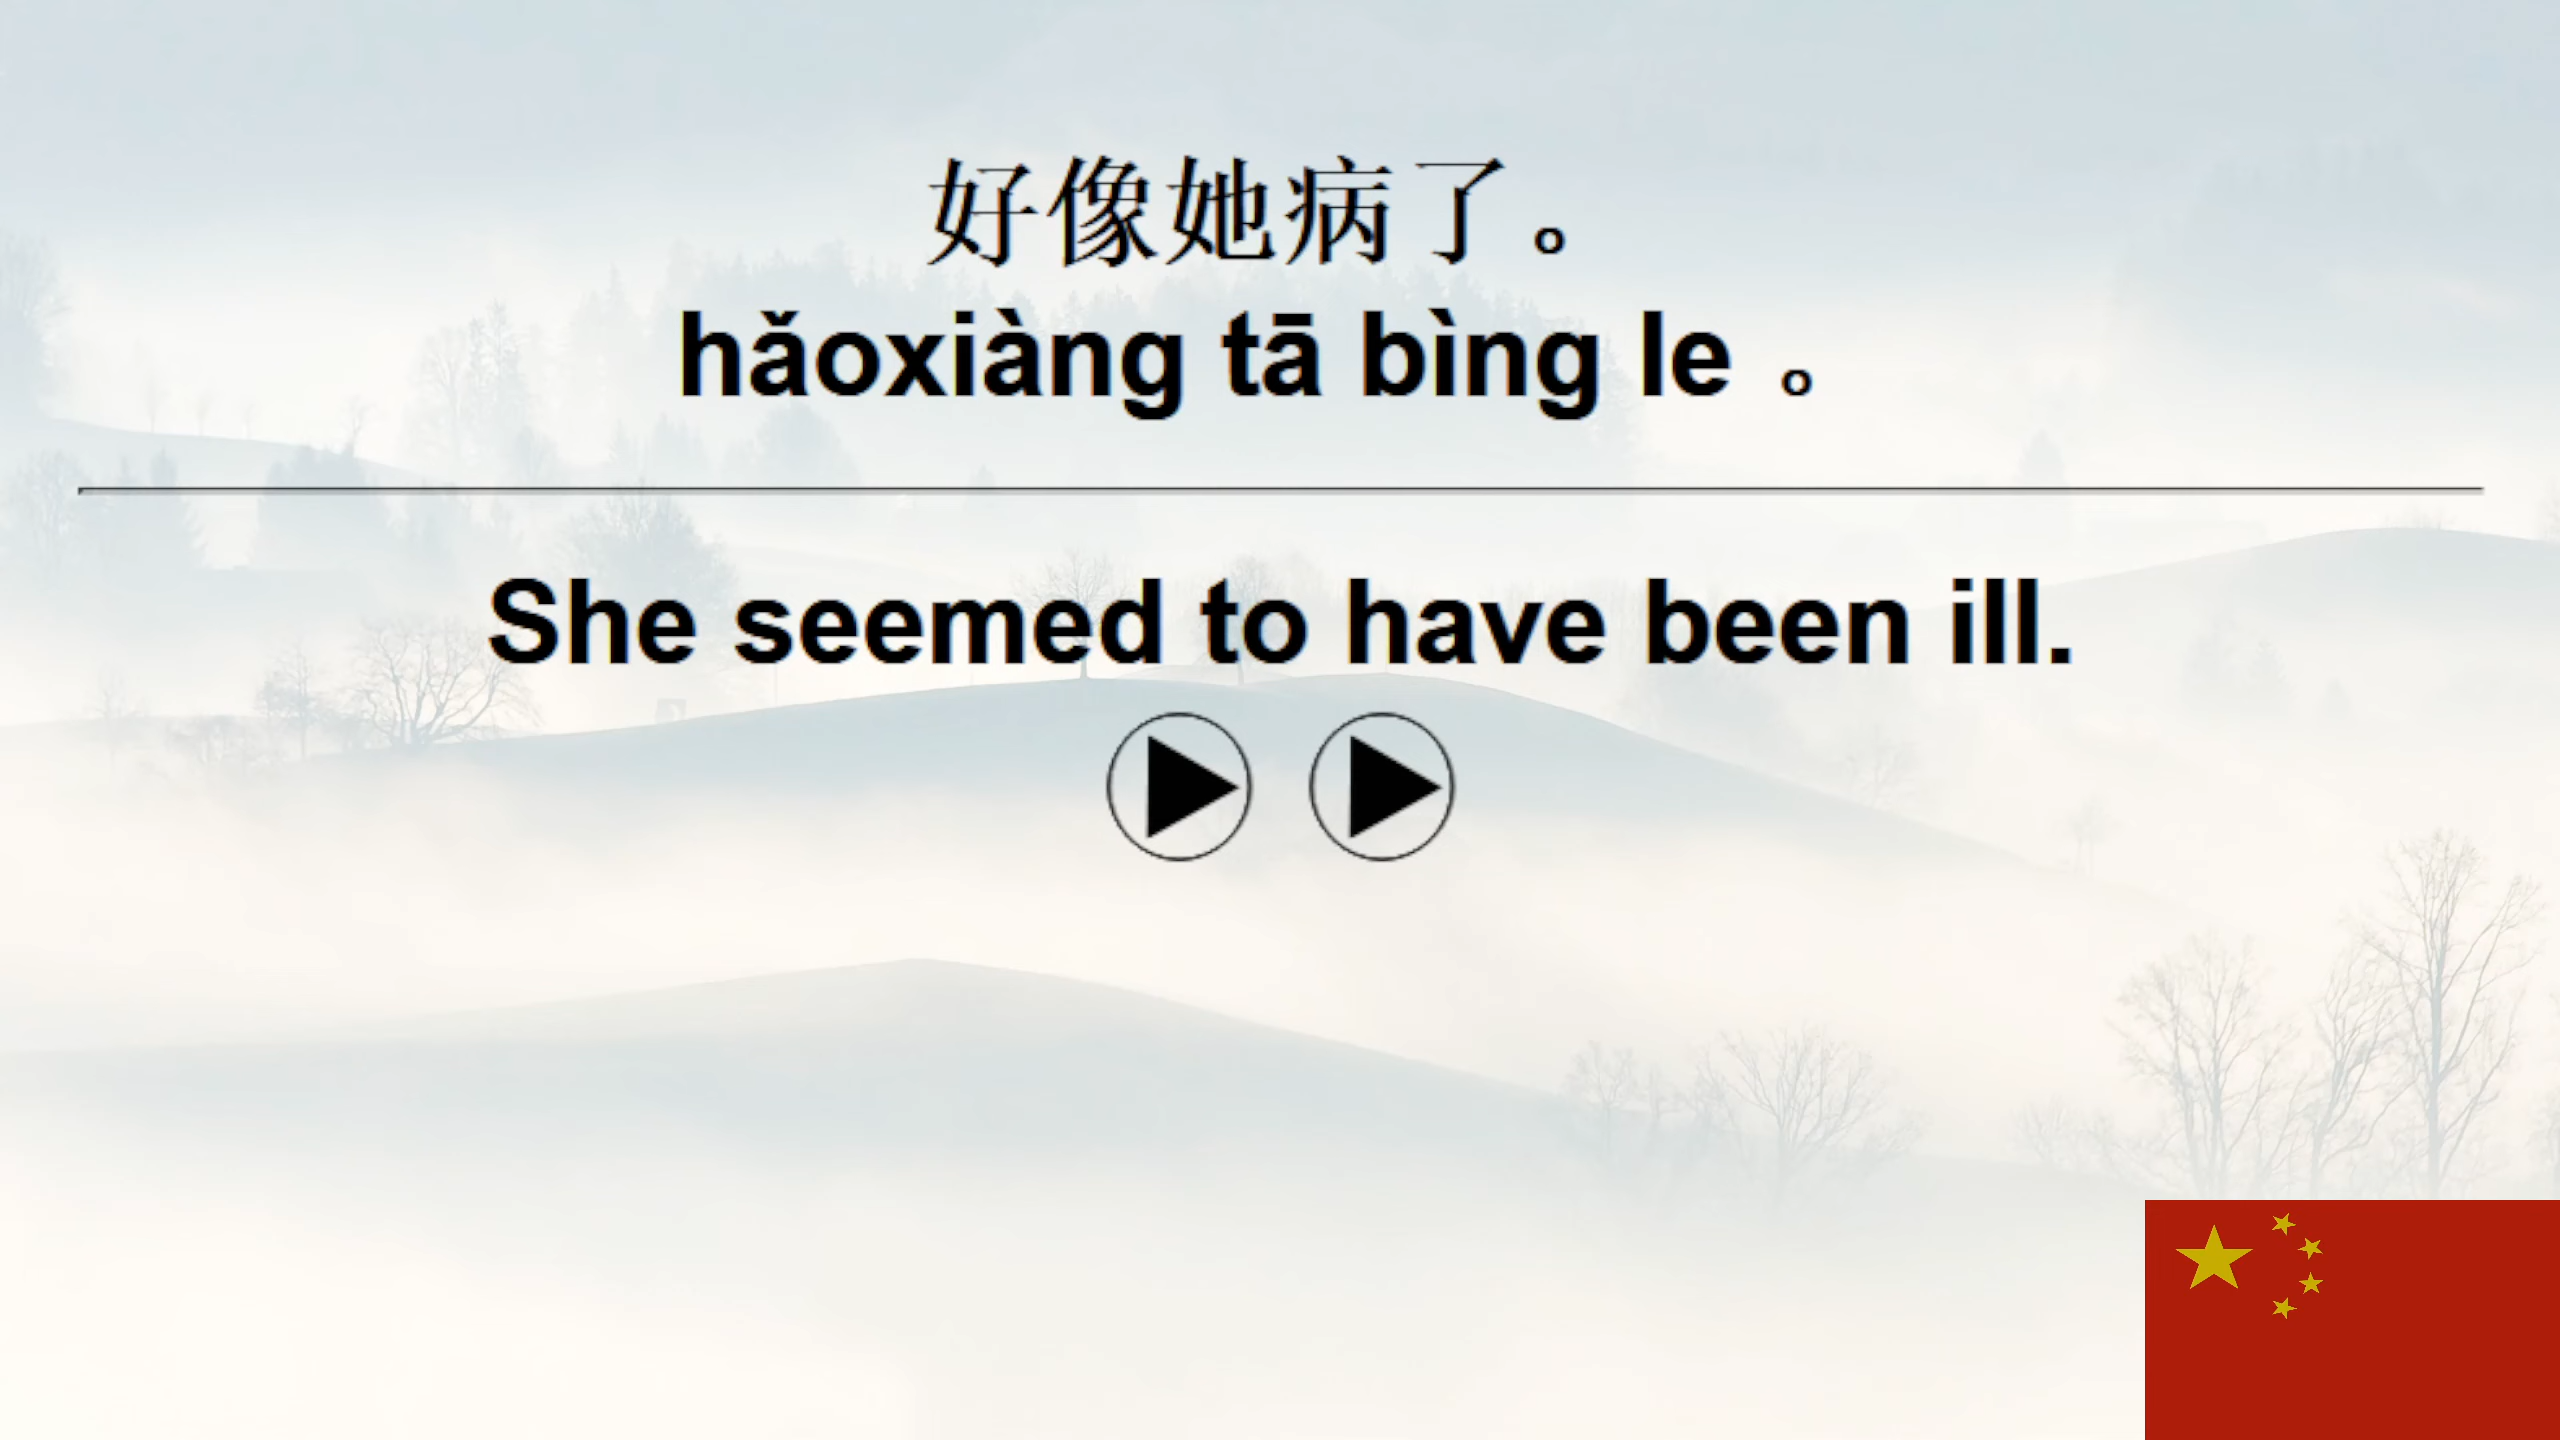 好像她病了。
hǎoxiàng tā bìng le 。
She seemed to have been ill.